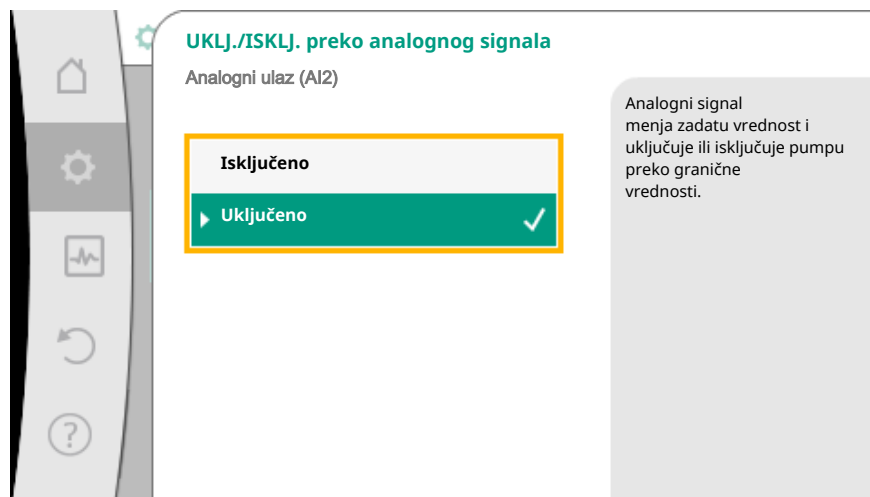 UKLJ./ISKLJ. preko analognog signala
Analogni ulaz (AI2)
Isključeno
Uključeno
Analogni signal
menja zadatu vrednost i
uključuje ili isključuje pumpu
preko granične
vrednosti.
?